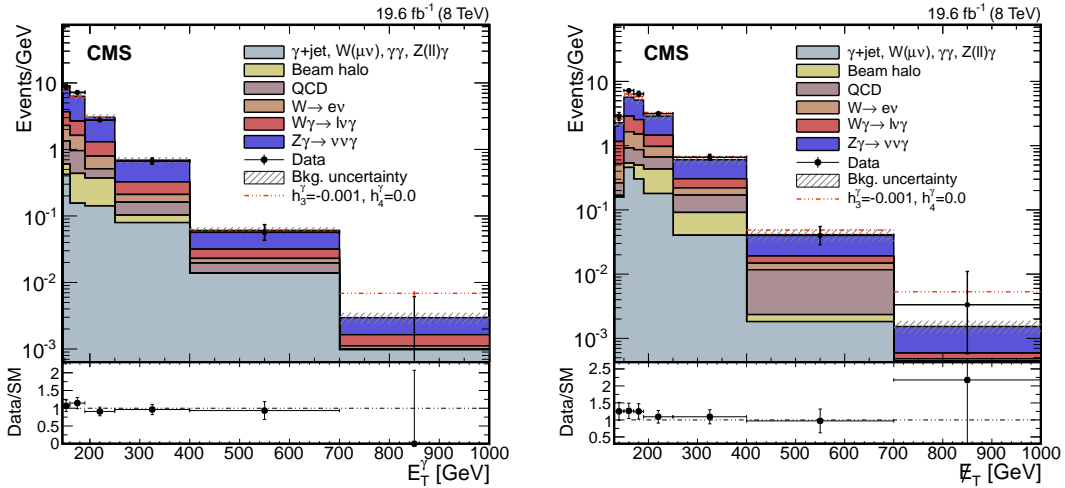 19.6 fb⁻¹ (8 TeV)
CMS
Events/GeV
γ+jet, W(μν), γγ, Z(ll)γ
Beam halo
QCD
W→ eν
Wγ→ lνγ
Zγ→ ννγ
Data
Bkg. uncertainty
h₃^γ=-0.001, h₄^γ=0.0
10
1
10⁻¹
10⁻²
10⁻³
Data/SM
2
1.5
1
0.5
0
200 300 400 500 600 700 800 900 1000
E_T^γ [GeV]
19.6 fb⁻¹ (8 TeV)
CMS
Events/GeV
γ+jet, W(μν), γγ, Z(ll)γ
Beam halo
QCD
W→ eν
Wγ→ lνγ
Zγ→ ννγ
Data
Bkg. uncertainty
h₃^γ=-0.001, h₄^γ=0.0
10
1
10⁻¹
10⁻²
10⁻³
Data/SM
2.5
2
1.5
1
0.5
200 300 400 500 600 700 800 900 1000
E̸_T [GeV]